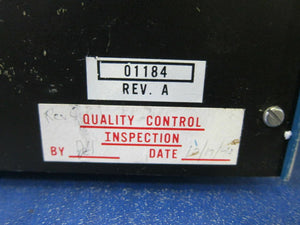 01184
REV. A
QUALITY CONTROL
INSPECTION
BY DATE